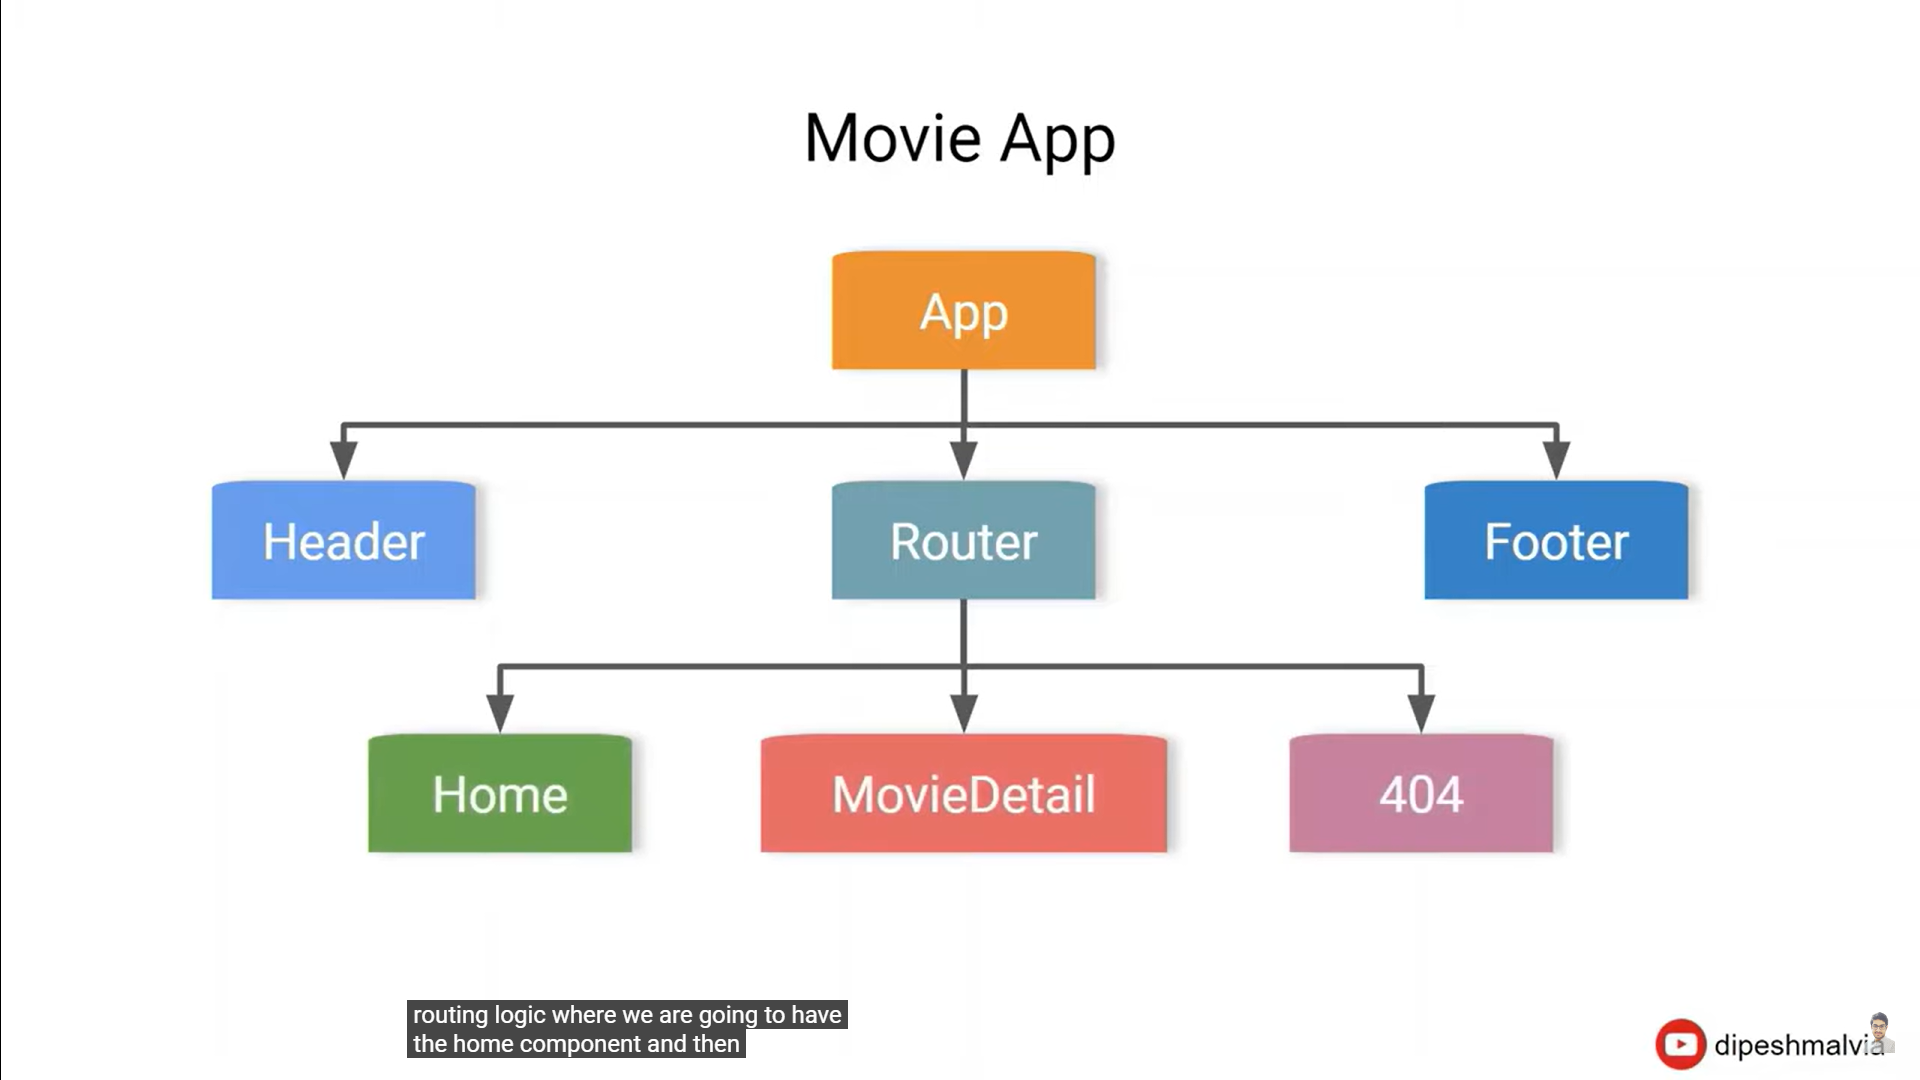 Movie App
App
Header
Router
Footer
Home
MovieDetail
404
routing logic where we are going to have
the home component and then
dipeshmalvia